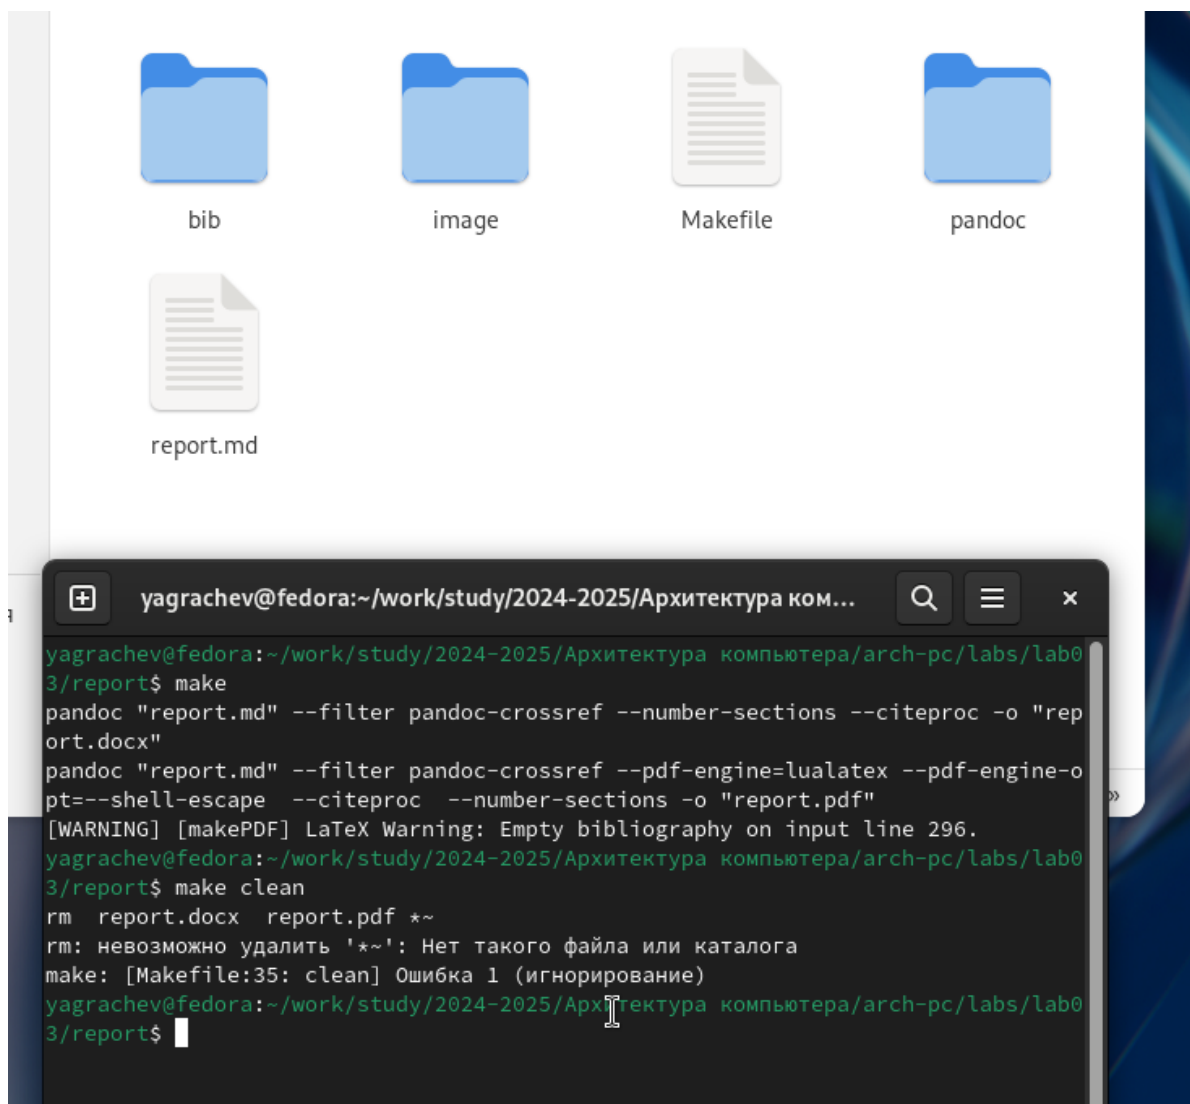 bib
image
Makefile
pandoc
report.md
я
yagrachev@fedora:~/work/study/2024-2025/Архитектура ком...
yagrachev@fedora:~/work/study/2024-2025/Архитектура компьютера/arch-pc/labs/lab0
3/report$ make
pandoc "report.md" --filter pandoc-crossref --number-sections --citeproc -o "rep
ort.docx"
pandoc "report.md" --filter pandoc-crossref --pdf-engine=lualatex --pdf-engine-o
pt=--shell-escape  --citeproc  --number-sections -o "report.pdf"
[WARNING] [makePDF] LaTeX Warning: Empty bibliography on input line 296.
yagrachev@fedora:~/work/study/2024-2025/Архитектура компьютера/arch-pc/labs/lab0
3/report$ make clean
rm  report.docx  report.pdf *~
rm: невозможно удалить '*~': Нет такого файла или каталога
make: [Makefile:35: clean] Ошибка 1 (игнорирование)
yagrachev@fedora:~/work/study/2024-2025/Архитектура компьютера/arch-pc/labs/lab0
3/report$
»